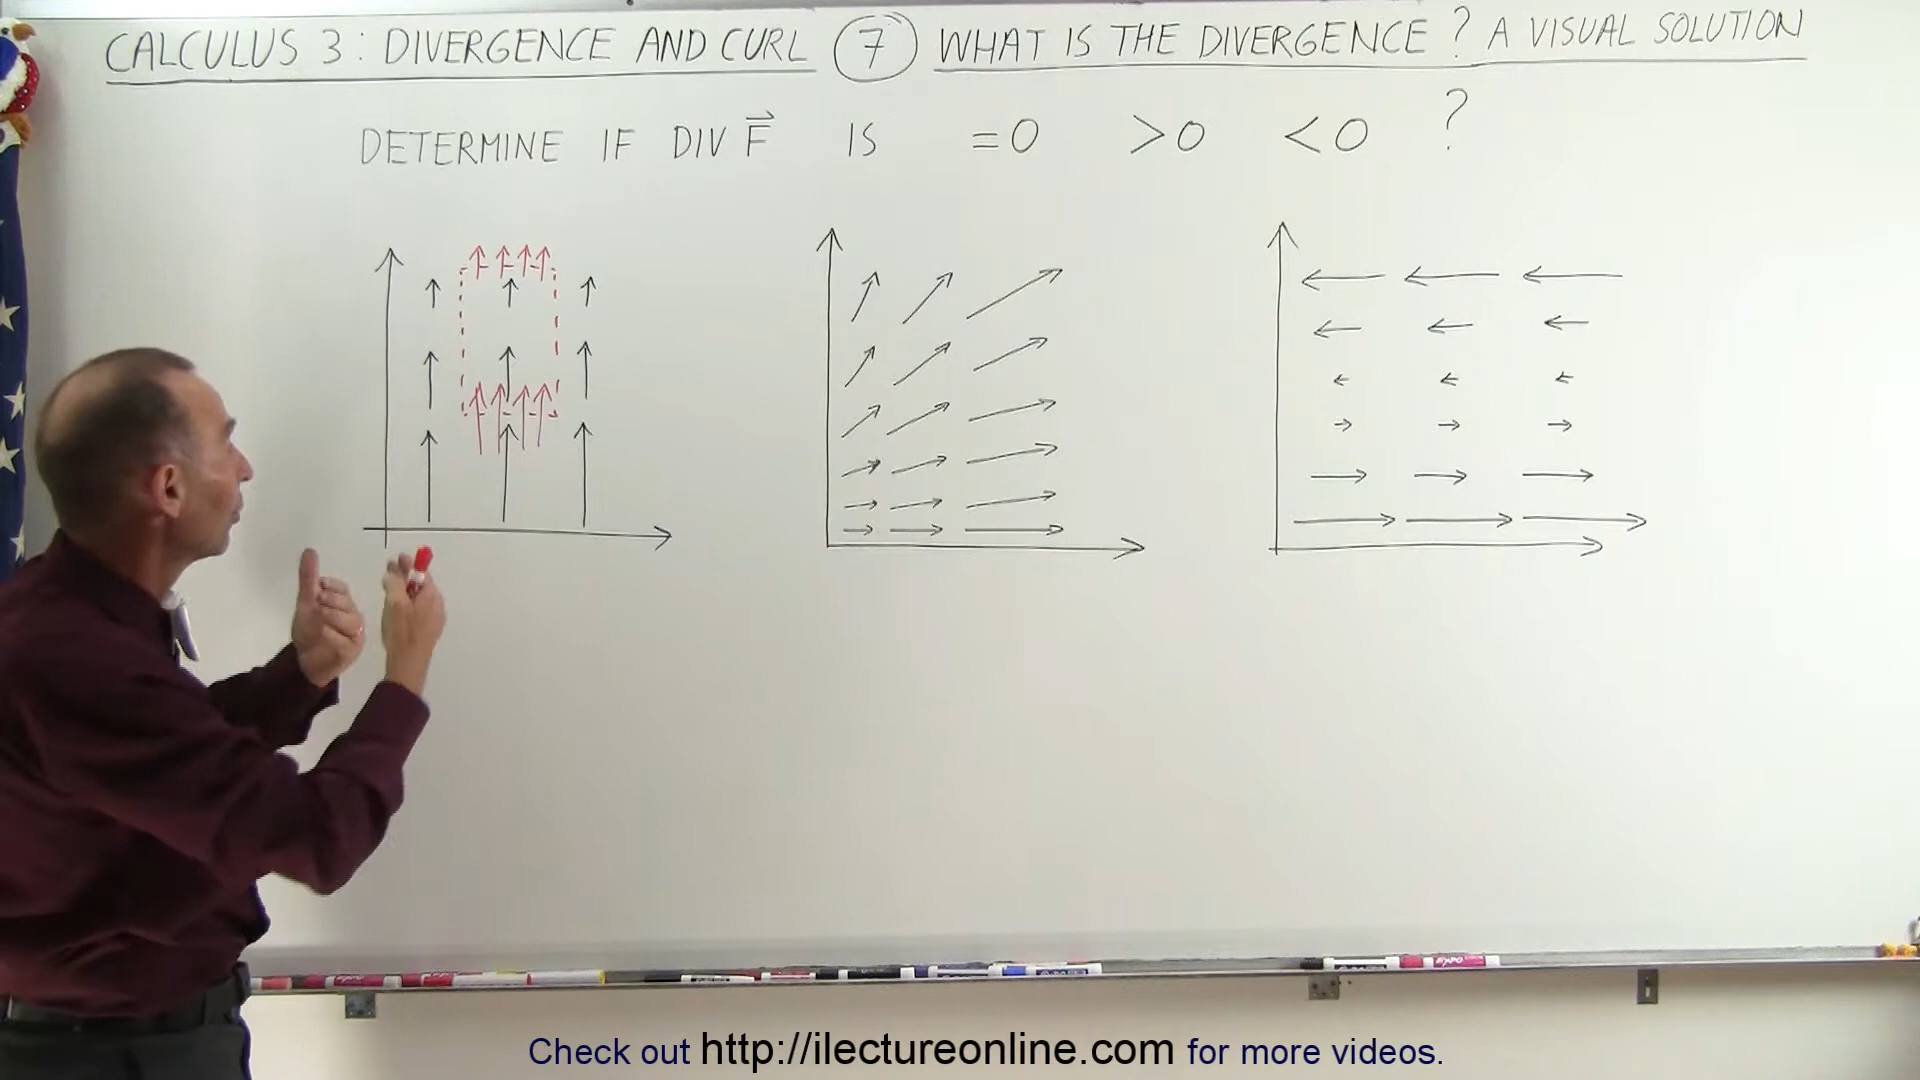 CALCULUS 3 : DIVERGENCE AND CURL 7 WHAT IS THE DIVERGENCE ? A VISUAL SOLUTION
DETERMINE IF DIV F⃗ IS =0 >0 <0 ?
EXPO
Check out http://ilectureonline.com for more videos.